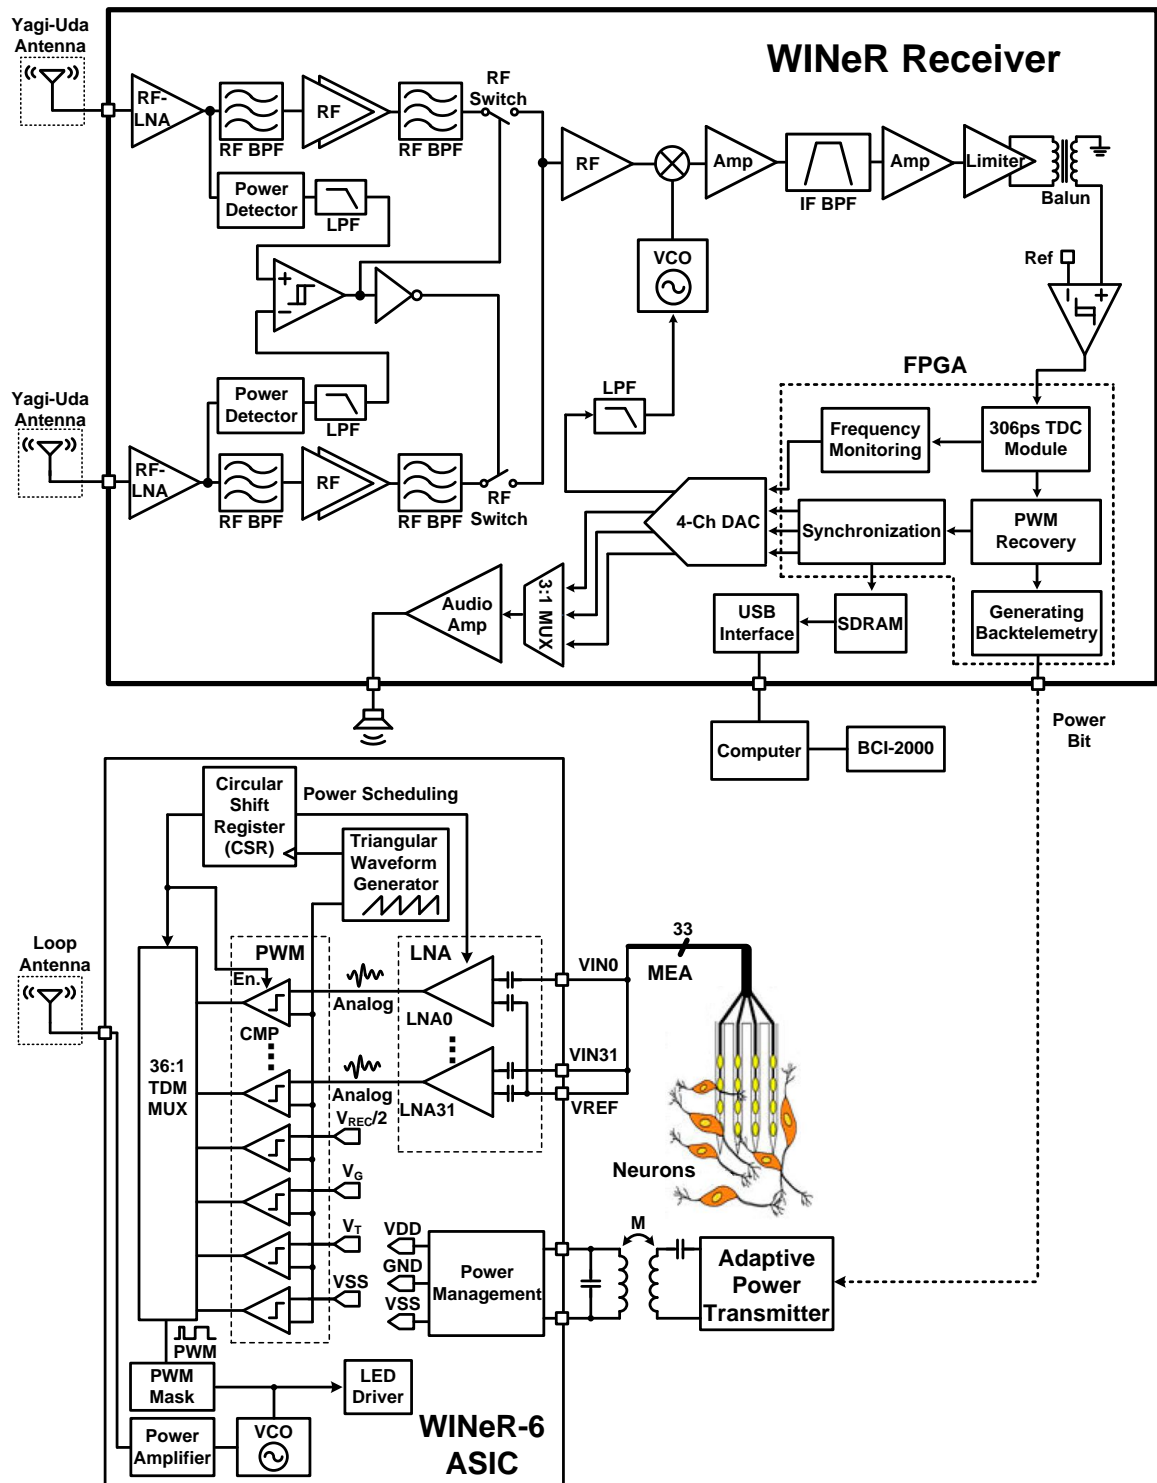 Yagi-Uda
Antenna
WINeR Receiver
RF-
LNA
RF BPF
RF
RF BPF
RF
Switch
Power
Detector
LPF
RF
Amp
IF BPF
Amp
Limiter
Balun
VCO
Ref
+
−
+
Power
Detector
LPF
Yagi-Uda
Antenna
RF-
LNA
RF BPF
RF
RF BPF
RF
Switch
LPF
FPGA
Frequency
Monitoring
306ps TDC
Module
4-Ch DAC
Synchronization
PWM
Recovery
Audio
Amp
3:1 MUX
USB
Interface
SDRAM
Generating
Backtelemetry
Computer
BCI-2000
Power
Bit
Circular
Shift
Register
(CSR)
Power Scheduling
Triangular
Waveform
Generator
Loop
Antenna
PWM
LNA
En.
Analog
LNA0
CMP
Analog
LNA31
36:1
TDM
MUX
VIN0
33
MEA
VIN31
VREF
Neurons
VREC/2
VG
VT
VSS
VDD
GND
VSS
Power
Management
M
Adaptive
Power
Transmitter
PWM
PWM
Mask
LED
Driver
Power
Amplifier
VCO
WINeR-6
ASIC